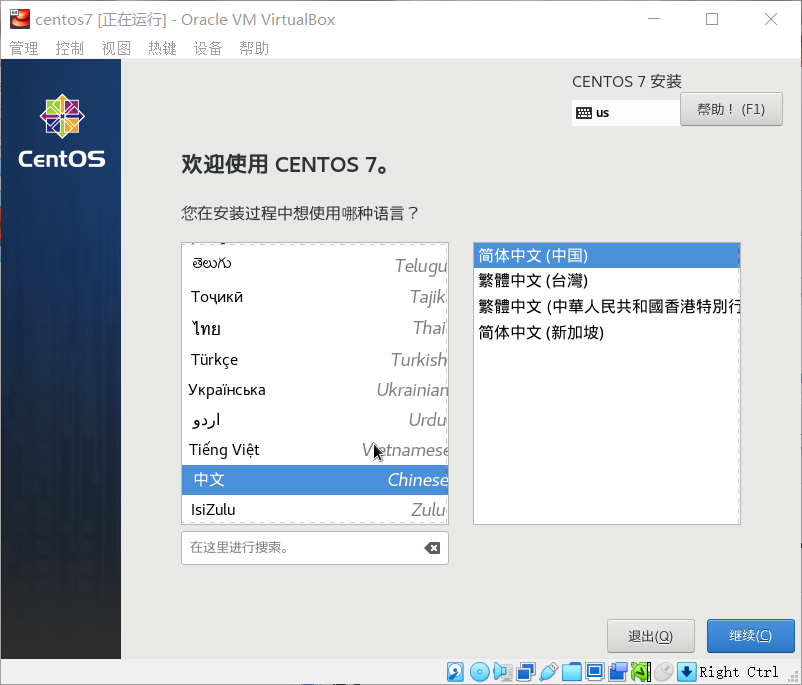 centos7 [正在运行] - Oracle VM VirtualBox
管理 控制 视图 热键 设备 帮助
CentOS
CENTOS 7 安装
us
帮助！ (F1)
欢迎使用 CENTOS 7。
您在安装过程中想使用哪种语言？
తెలుగు Telugu
Тоҷикӣ Tajik
ไทย Thai
Türkçe Turkish
Українська Ukrainian
اردو Urdu
Tiếng Việt Vietnamese
中文 Chinese
IsiZulu Zulu
简体中文 (中国)
繁體中文 (台灣)
繁體中文 (中華人民共和國香港特別行
简体中文 (新加坡)
在这里进行搜索。
退出(Q)
继续(C)
Right Ctrl